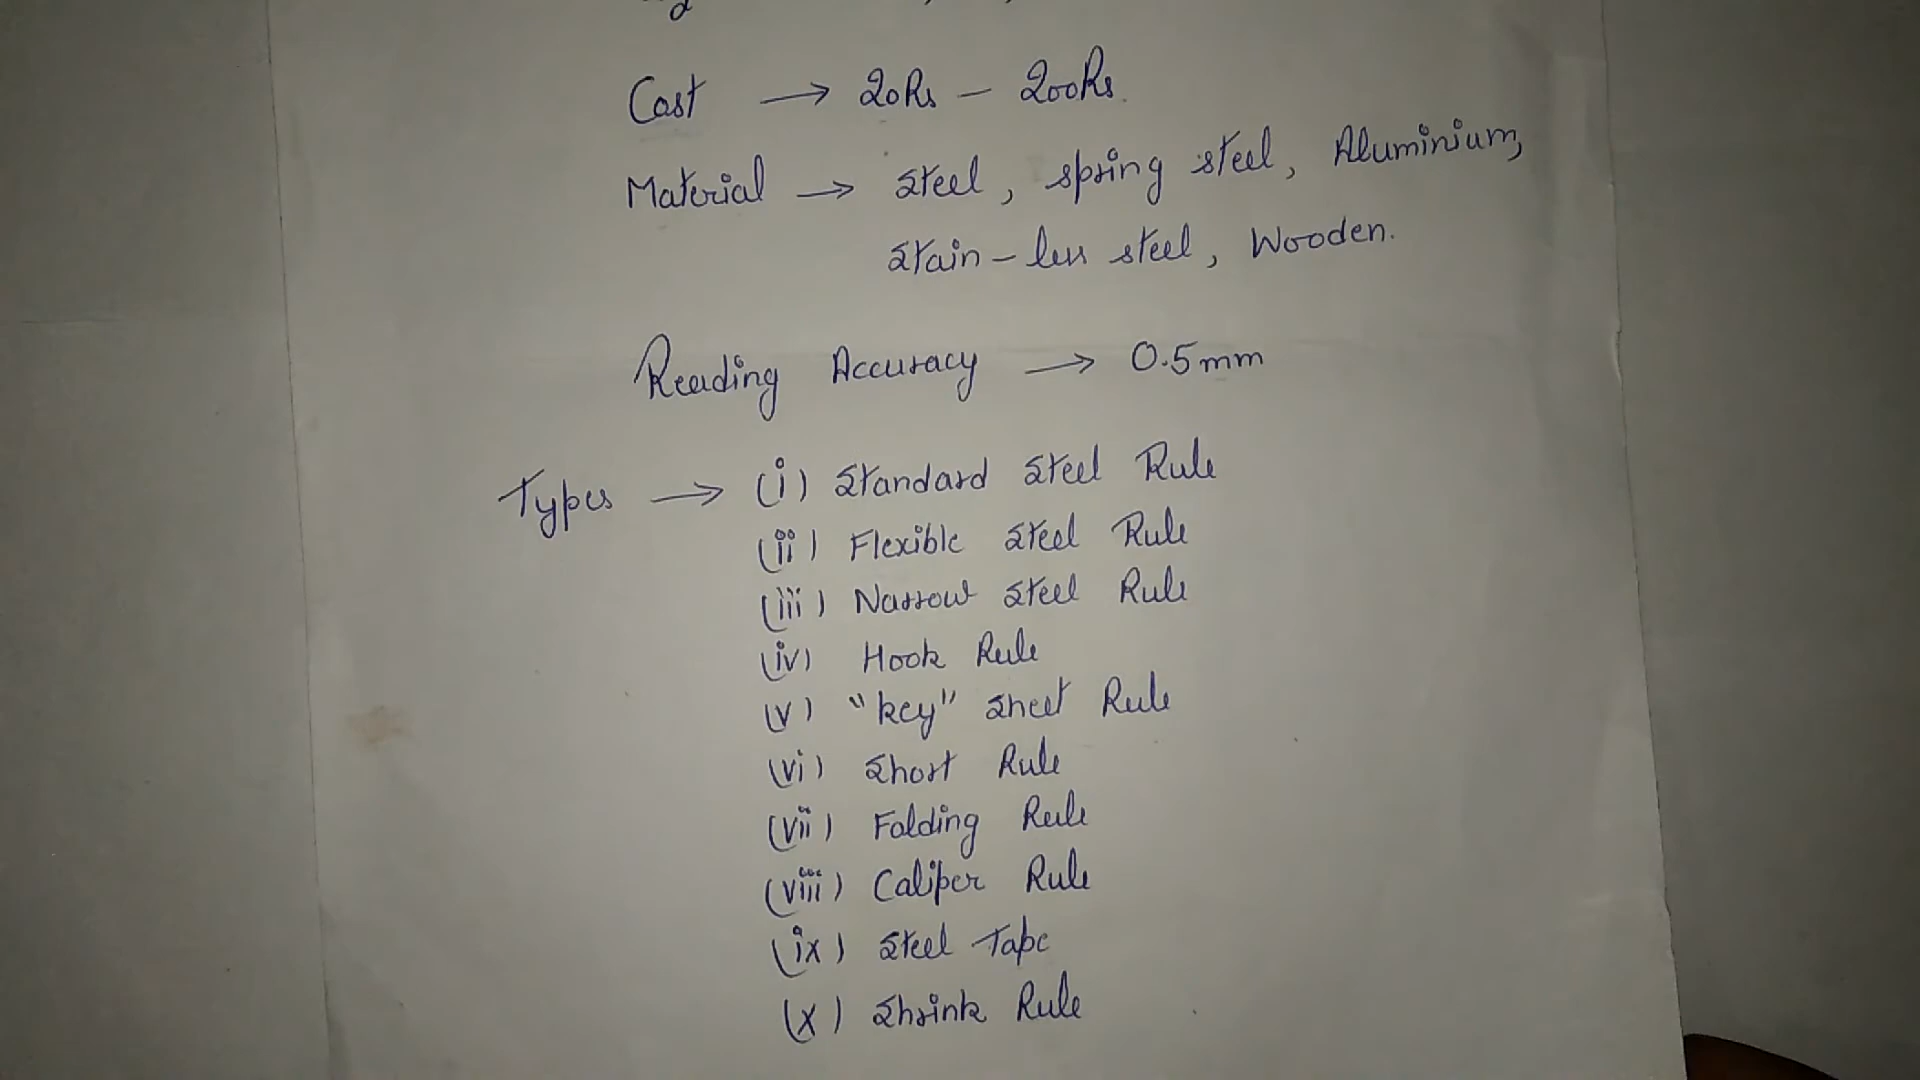 Cost → 20Rs – 200Rs.
Material → Steel, spring steel, Aluminium,
Stain-less steel, Wooden.
Reading Accuracy → 0.5mm
Types → (i) Standard Steel Rule
(ii) Flexible Steel Rule
(iii) Narrow Steel Rule
(iv) Hook Rule
(v) "key" Sheet Rule
(vi) Short Rule
(vii) Folding Rule
(viii) Caliper Rule
(ix) Steel Tape
(x) Shrink Rule